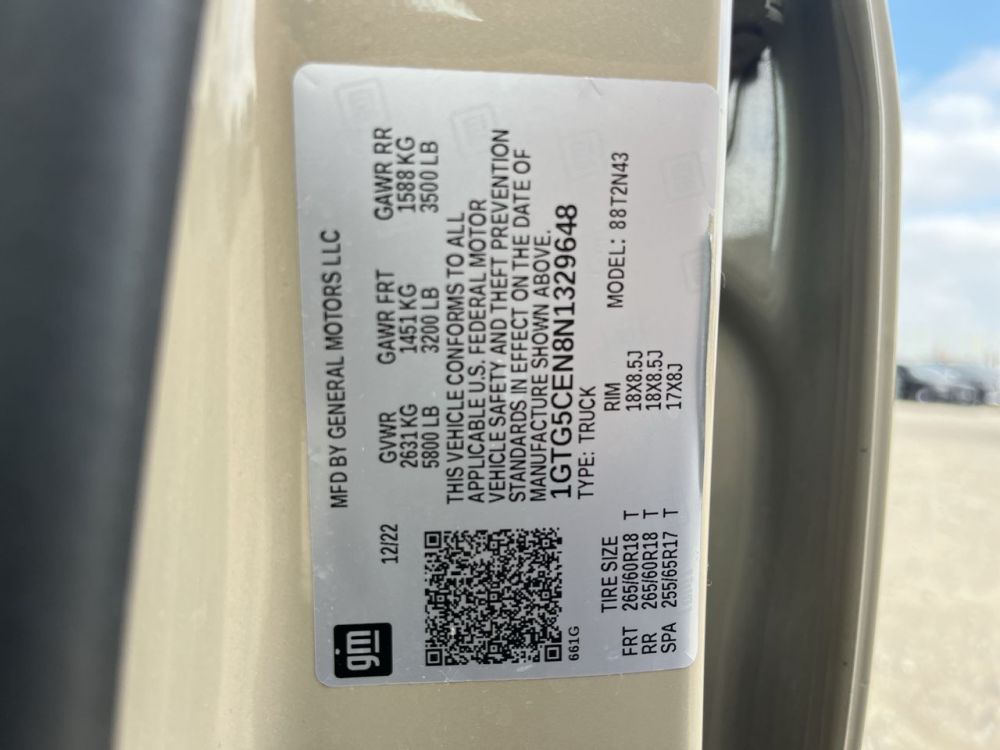 gm
MFD BY GENERAL MOTORS LLC
12/22
GVWR GAWR FRT GAWR RR
2631 KG 1451 KG 1588 KG
5800 LB 3200 LB 3500 LB
THIS VEHICLE CONFORMS TO ALL
APPLICABLE U.S. FEDERAL MOTOR
VEHICLE SAFETY AND THEFT PREVENTION
STANDARDS IN EFFECT ON THE DATE OF
MANUFACTURE SHOWN ABOVE.
1GTG5CEN8N1329648
TYPE: TRUCK
661G
MODEL: 88T2N43
TIRE SIZE RIM
FRT 265/60R18 T 18X8.5J
RR 265/60R18 T 18X8.5J
SPA 255/65R17 T 17X8J